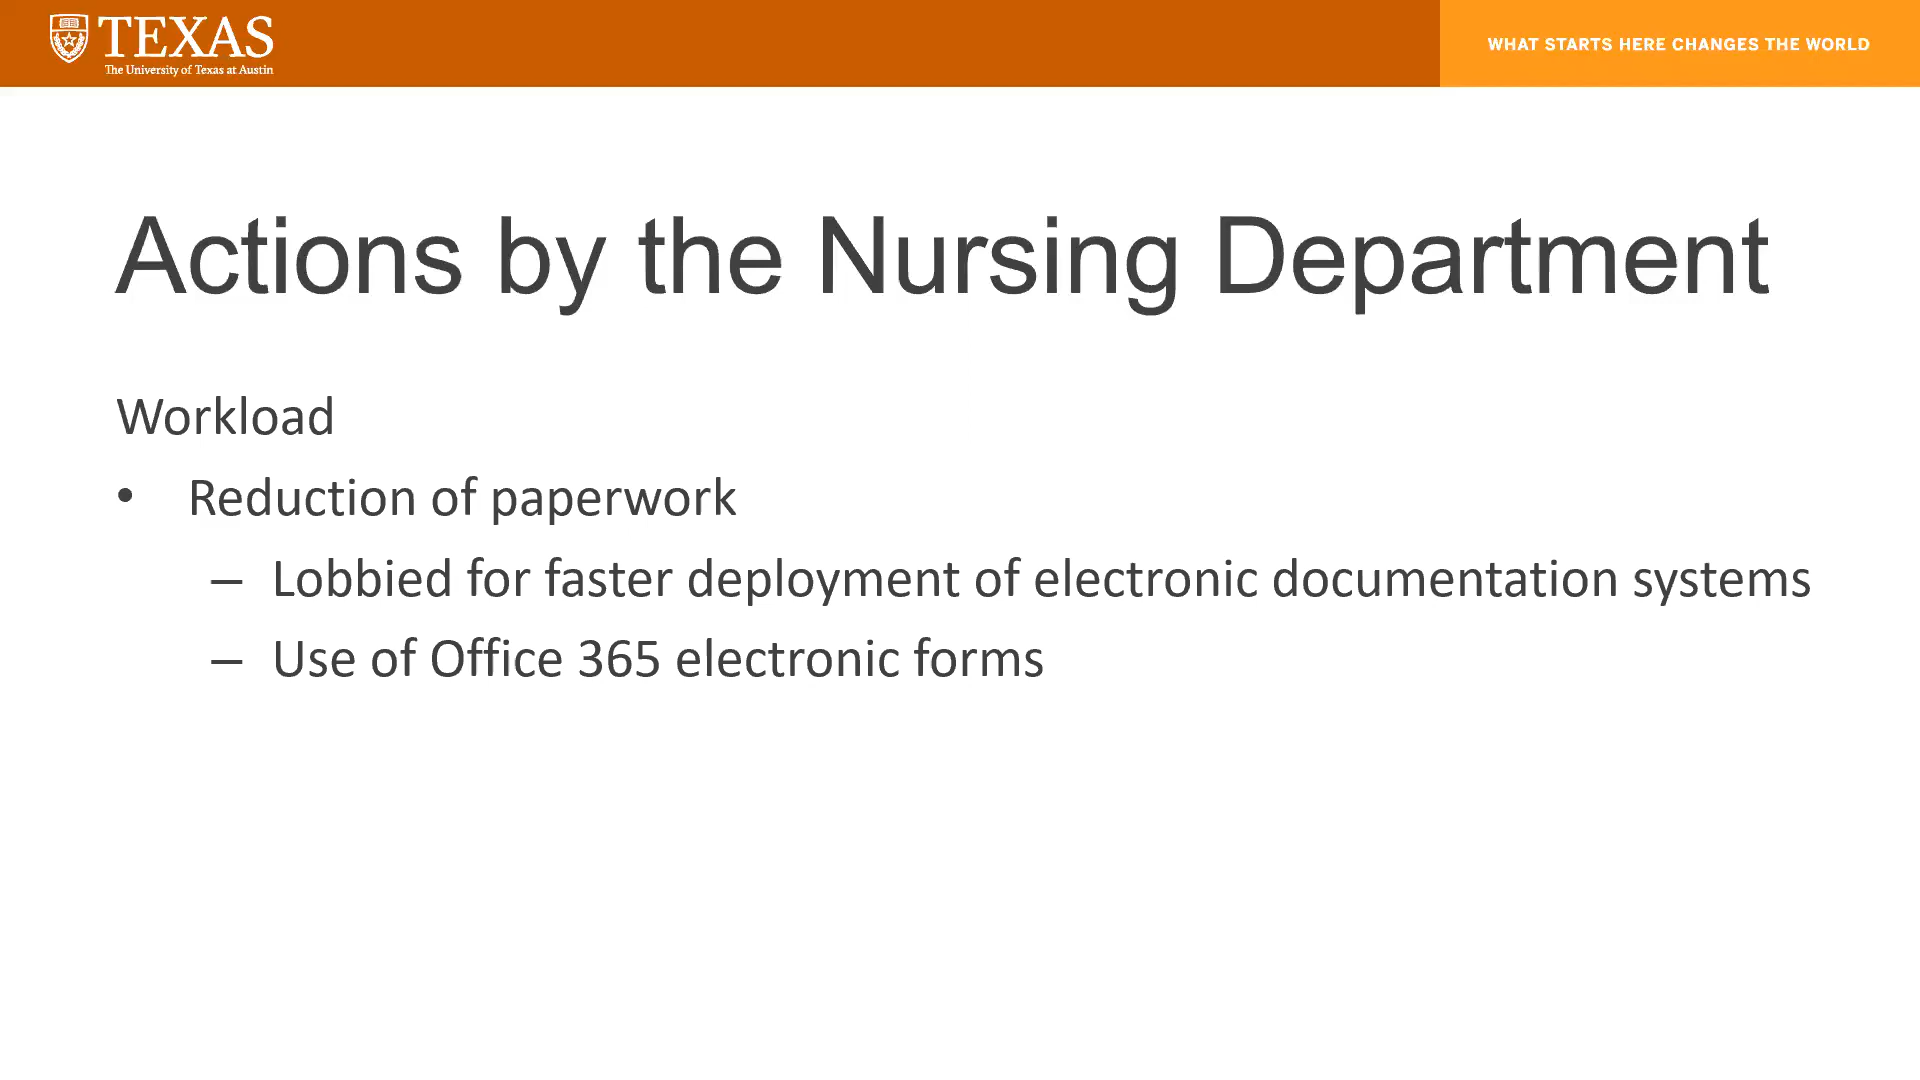 TEXAS
The University of Texas at Austin
WHAT STARTS HERE CHANGES THE WORLD
Actions by the Nursing Department
Workload
• Reduction of paperwork
– Lobbied for faster deployment of electronic documentation systems
– Use of Office 365 electronic forms